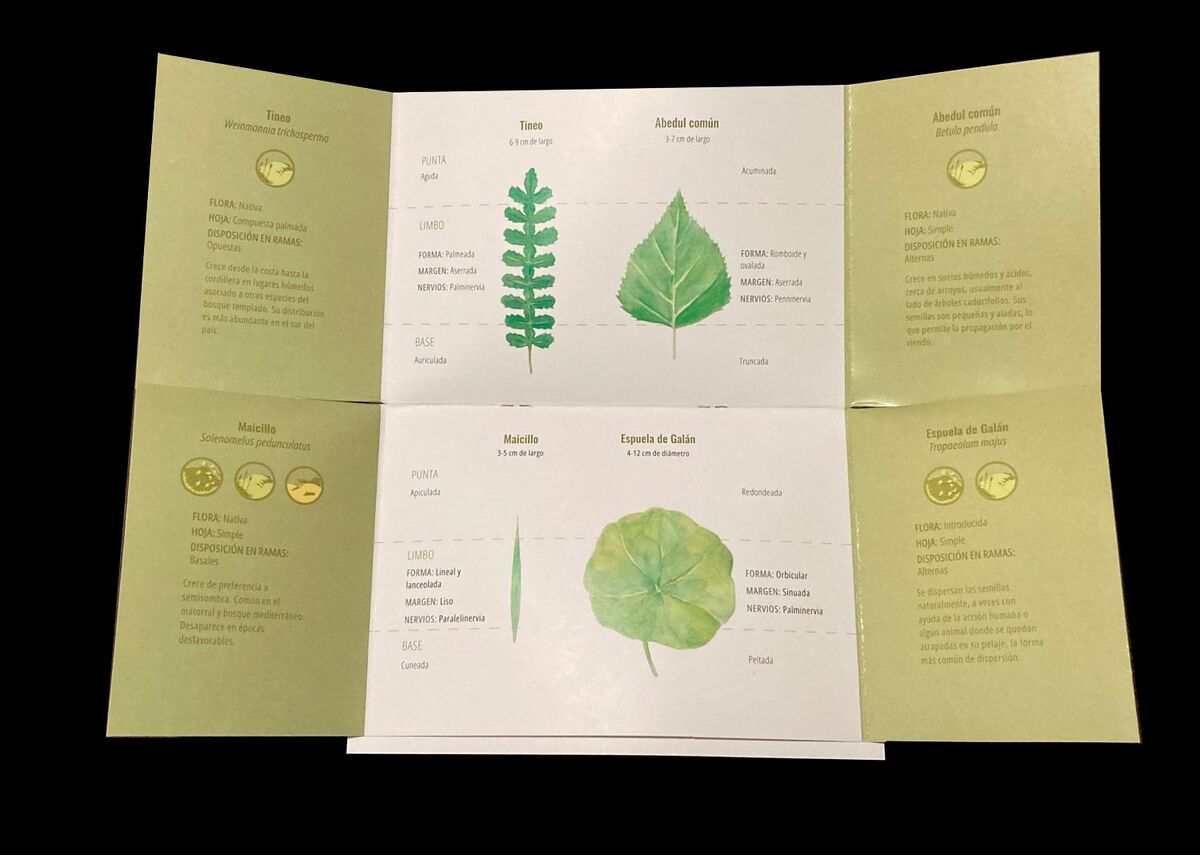 Tineo
Weinmannia trichosperma
FLORA: Nativa
HOJA: Compuesta palmada
DISPOSICIÓN EN RAMAS:
Opuestas
Crece desde la costa hasta la
cordillera en lugares húmedos
asociado a otras especies del
bosque templado. Su distribución
es más abundante en el sur del
país.
Tineo
6-9 cm de largo
PUNTA
Aguda
LIMBO
FORMA: Palmeada
MARGEN: Aserrada
NERVIOS: Palminervia
BASE
Auriculada
Abedul común
3-7 cm de largo
Acuminada
FORMA: Romboide y
ovalada
MARGEN: Aserrada
NERVIOS: Penninervia
Truncada
Abedul común
Betula pendula
FLORA: Nativa
HOJA: Simple
DISPOSICIÓN EN RAMAS:
Alternas
Crece en suelos húmedos y ácidos,
cerca de arroyos, usualmente al
lado de árboles caducifolios. Sus
semillas son pequeñas y aladas, lo
que permite la propagación por el
viendo.
Maicillo
Solenomelus pedunculatus
FLORA: Nativa
HOJA: Simple
DISPOSICIÓN EN RAMAS:
Basales
Crece de preferencia a
semisombra. Común en el
matorral y bosque mediterráneo.
Desaparece en épocas
desfavorables.
Maicillo
3-5 cm de largo
PUNTA
Apiculada
LIMBO
FORMA: Lineal y
lanceolada
MARGEN: Liso
NERVIOS: Paralelinervia
BASE
Cuneada
Espuela de Galán
4-12 cm de diámetro
Redondeada
FORMA: Orbicular
MARGEN: Sinuada
NERVIOS: Palminervia
Peltada
Espuela de Galán
Tropaeolum majus
FLORA: Introducida
HOJA: Simple
DISPOSICIÓN EN RAMAS:
Alternas
Se dispersan las semillas
naturalmente, a veces con
ayuda de la acción humana o
algún animal donde se quedan
atrapadas en su pelaje, la forma
más común de dispersión.